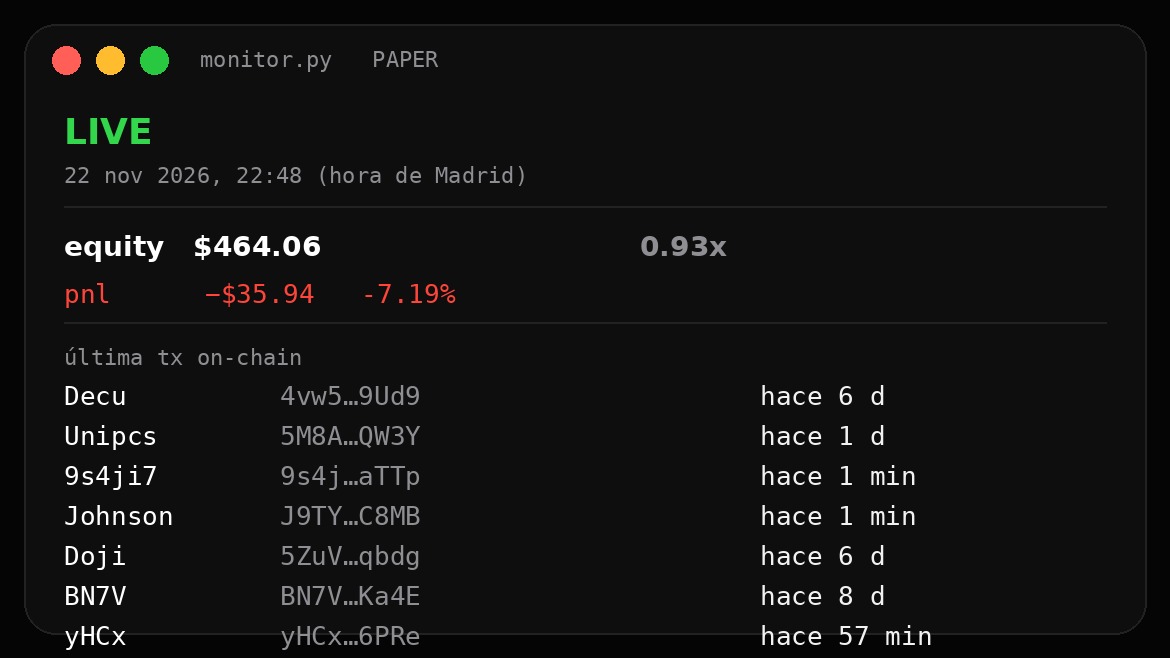 monitor.py PAPER
LIVE
22 nov 2026, 22:48 (hora de Madrid)
equity $464.06 0.93x
pnl −$35.94 -7.19%
última tx on-chain
Decu 4vw5…9Ud9 hace 6 d
Unipcs 5M8A…QW3Y hace 1 d
9s4ji7 9s4j…aTTp hace 1 min
Johnson J9TY…C8MB hace 1 min
Doji 5ZuV…qbdg hace 6 d
BN7V BN7V…Ka4E hace 8 d
yHCx yHCx…6PRe hace 57 min